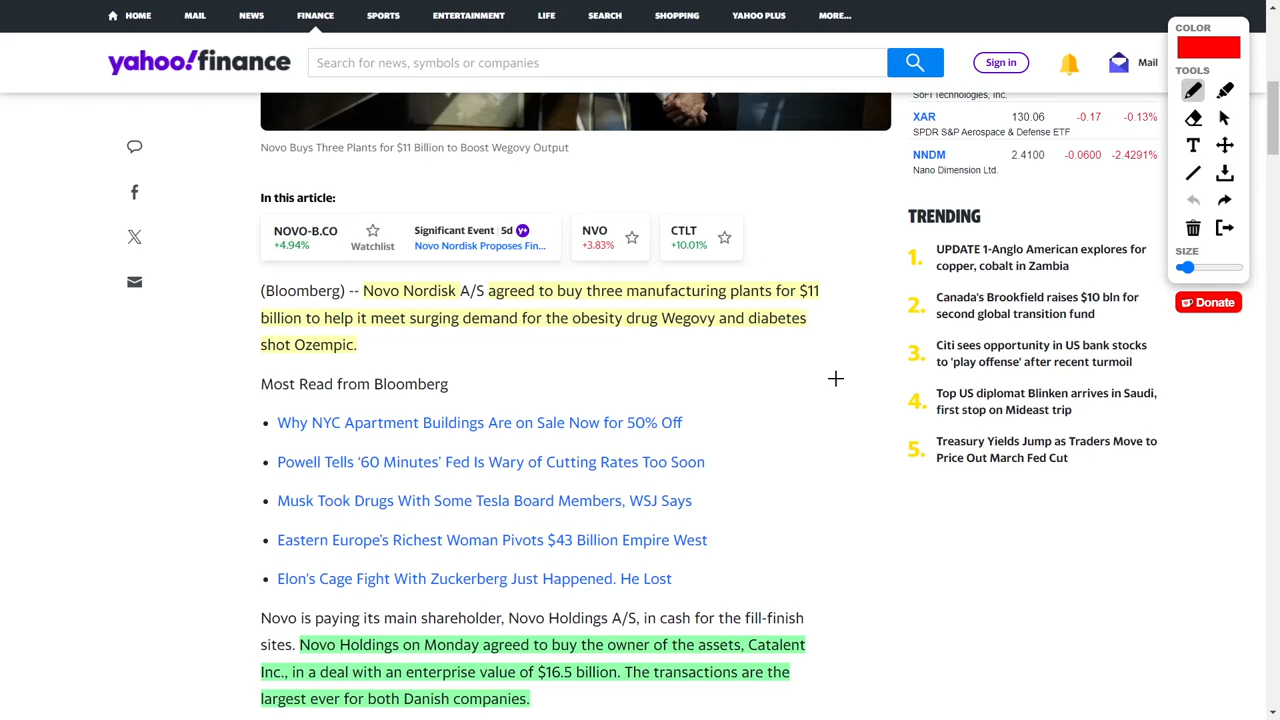 HOME MAIL NEWS FINANCE SPORTS ENTERTAINMENT LIFE SEARCH SHOPPING YAHOO PLUS MORE...
yahoo!finance
Search for news, symbols or companies
Sign in
Mail
Novo Buys Three Plants for $11 Billion to Boost Wegovy Output
In this article:
NOVO-B.CO
+4.94%
Watchlist
Significant Event 5d Y+
Novo Nordisk Proposes Fin...
NVO
+3.83%
CTLT
+10.01%
(Bloomberg) -- Novo Nordisk A/S agreed to buy three manufacturing plants for $11
billion to help it meet surging demand for the obesity drug Wegovy and diabetes
shot Ozempic.
Most Read from Bloomberg
• Why NYC Apartment Buildings Are on Sale Now for 50% Off
• Powell Tells ‘60 Minutes’ Fed Is Wary of Cutting Rates Too Soon
• Musk Took Drugs With Some Tesla Board Members, WSJ Says
• Eastern Europe’s Richest Woman Pivots $43 Billion Empire West
• Elon’s Cage Fight With Zuckerberg Just Happened. He Lost
Novo is paying its main shareholder, Novo Holdings A/S, in cash for the fill-finish
sites. Novo Holdings on Monday agreed to buy the owner of the assets, Catalent
Inc., in a deal with an enterprise value of $16.5 billion. The transactions are the
largest ever for both Danish companies.
SoFi Technologies, Inc.
XAR 130.06 -0.17 -0.13%
SPDR S&P Aerospace & Defense ETF
NNDM 2.4100 -0.0600 -2.4291%
Nano Dimension Ltd.
TRENDING
1. UPDATE 1-Anglo American explores for
copper, cobalt in Zambia
2. Canada's Brookfield raises $10 bln for
second global transition fund
3. Citi sees opportunity in US bank stocks
to 'play offense' after recent turmoil
4. Top US diplomat Blinken arrives in Saudi,
first stop on Mideast trip
5. Treasury Yields Jump as Traders Move to
Price Out March Fed Cut
COLOR
TOOLS
T
SIZE
Donate